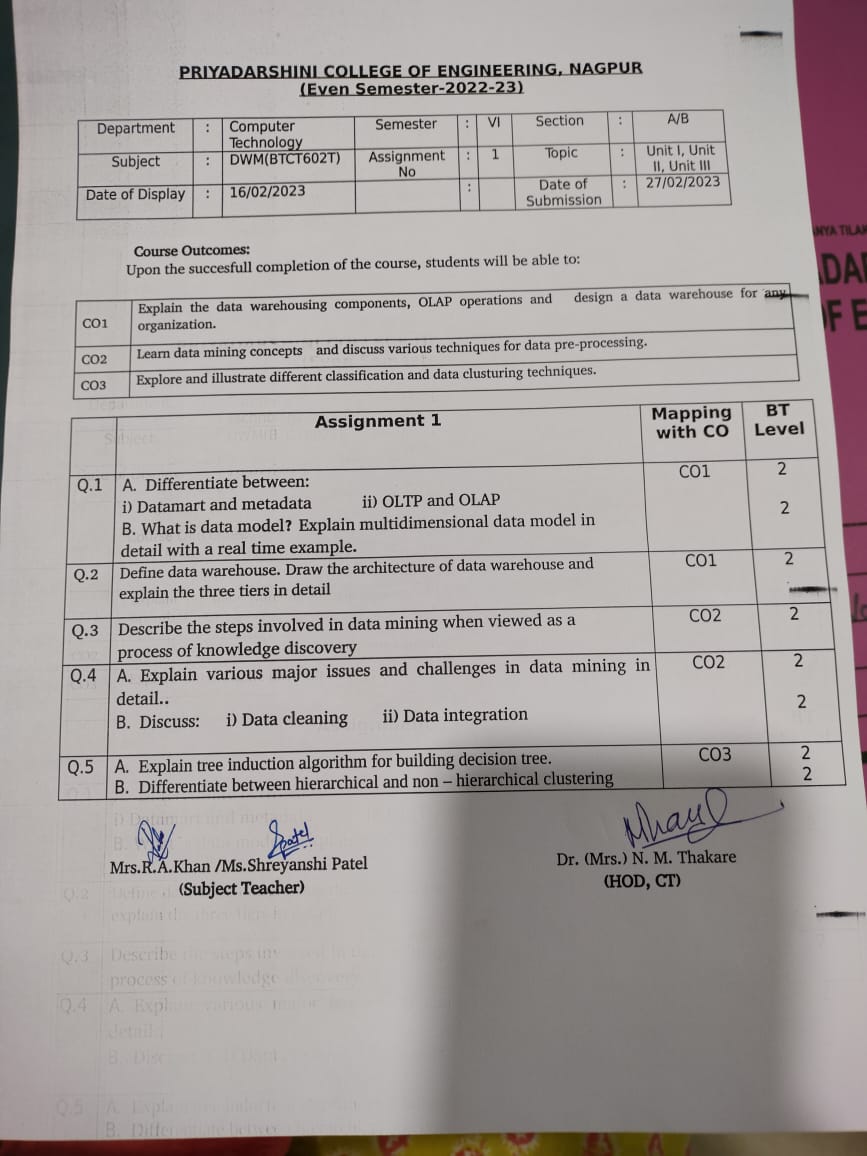 PRIYADARSHINI COLLEGE OF ENGINEERING, NAGPUR
(Even Semester-2022-23)
Department : Computer Technology Semester : VI Section : A/B
Subject : DWM(BTCT602T) Assignment No : 1 Topic : Unit I, Unit II, Unit III
Date of Display : 16/02/2023 : Date of Submission : 27/02/2023
Course Outcomes:
Upon the succesfull completion of the course, students will be able to:
CO1 Explain the data warehousing components, OLAP operations and design a data warehouse for any
organization.
CO2 Learn data mining concepts and discuss various techniques for data pre-processing.
CO3 Explore and illustrate different classification and data clusturing techniques.
Assignment 1 Mapping with CO BT Level
Q.1 A. Differentiate between: CO1 2
i) Datamart and metadata ii) OLTP and OLAP
B. What is data model? Explain multidimensional data model in 2
detail with a real time example.
Q.2 Define data warehouse. Draw the architecture of data warehouse and CO1 2
explain the three tiers in detail
Q.3 Describe the steps involved in data mining when viewed as a CO2 2
process of knowledge discovery
Q.4 A. Explain various major issues and challenges in data mining in CO2 2
detail..
B. Discuss: i) Data cleaning ii) Data integration 2
Q.5 A. Explain tree induction algorithm for building decision tree. CO3 2
B. Differentiate between hierarchical and non – hierarchical clustering 2
Mrs.R.A.Khan /Ms.Shreyanshi Patel
(Subject Teacher)
Dr. (Mrs.) N. M. Thakare
(HOD, CT)